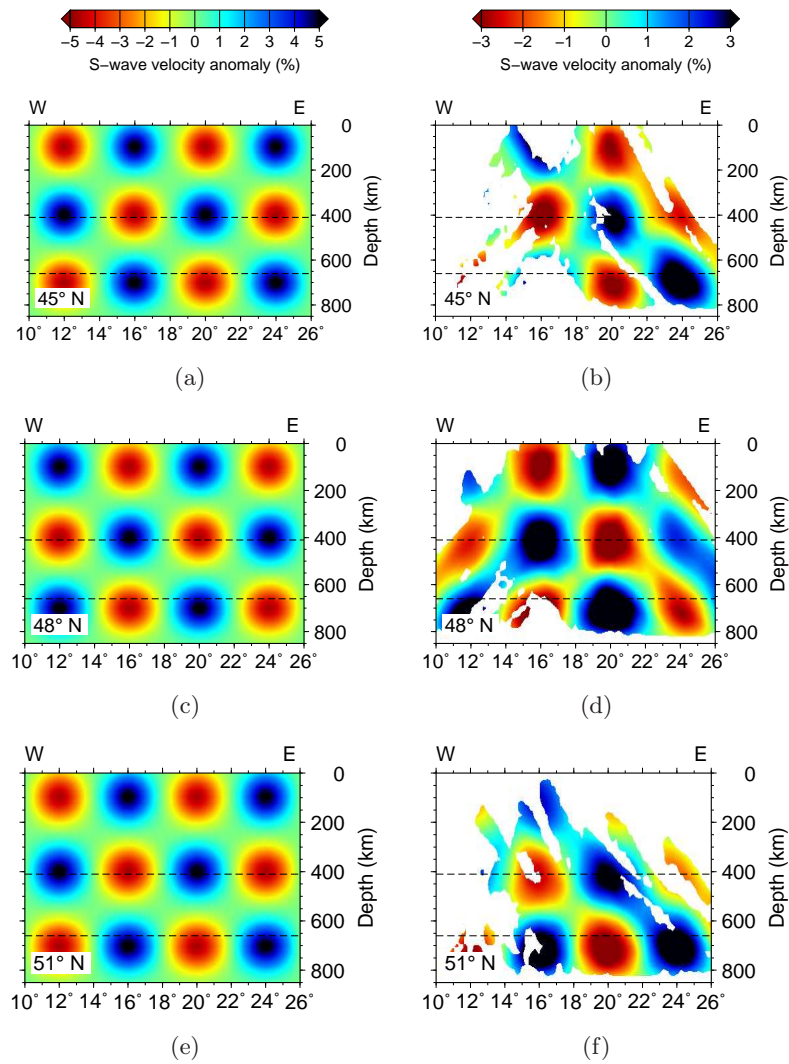 −5 −4 −3 −2 −1 0 1 2 3 4 5
S−wave velocity anomaly (%)
−3 −2 −1 0 1 2 3
S−wave velocity anomaly (%)
W E
0
200
400
600
800
Depth (km)
45° N
10˚ 12˚ 14˚ 16˚ 18˚ 20˚ 22˚ 24˚ 26˚
(a)
W E
0
200
400
600
800
Depth (km)
45° N
10˚ 12˚ 14˚ 16˚ 18˚ 20˚ 22˚ 24˚ 26˚
(b)
W E
0
200
400
600
800
Depth (km)
48° N
10˚ 12˚ 14˚ 16˚ 18˚ 20˚ 22˚ 24˚ 26˚
(c)
W E
0
200
400
600
800
Depth (km)
48° N
10˚ 12˚ 14˚ 16˚ 18˚ 20˚ 22˚ 24˚ 26˚
(d)
W E
0
200
400
600
800
Depth (km)
51° N
10˚ 12˚ 14˚ 16˚ 18˚ 20˚ 22˚ 24˚ 26˚
(e)
W E
0
200
400
600
800
Depth (km)
51° N
10˚ 12˚ 14˚ 16˚ 18˚ 20˚ 22˚ 24˚ 26˚
(f)